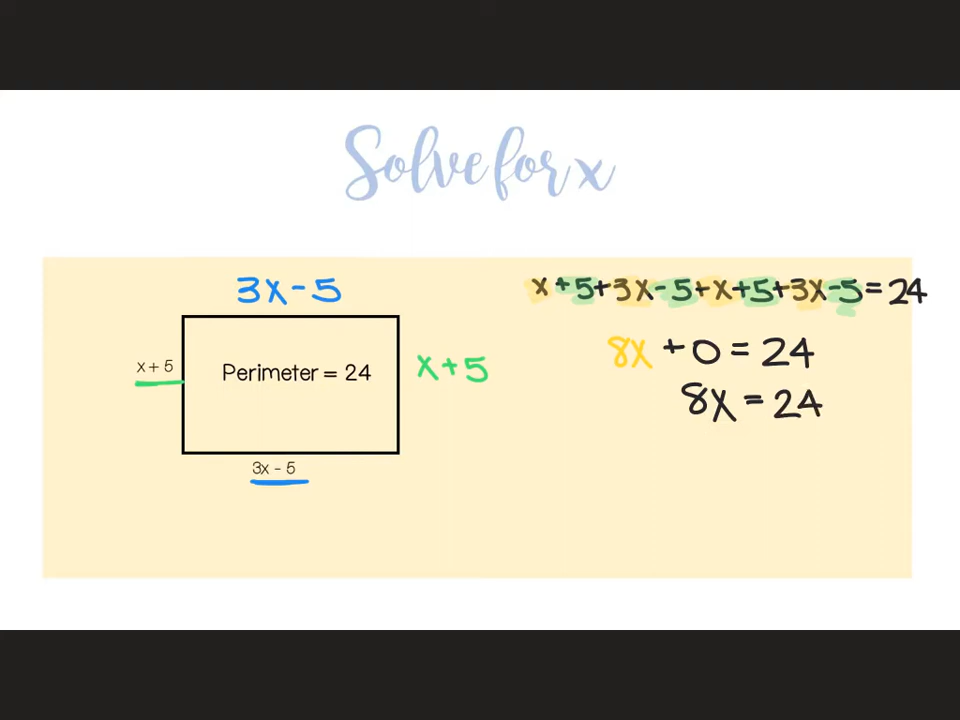 Solve for x
3x - 5
x + 5
Perimeter = 24
x + 5
3x - 5
x + 5 + 3x - 5 + x + 5 + 3x - 5 = 24
8x + 0 = 24
8x = 24